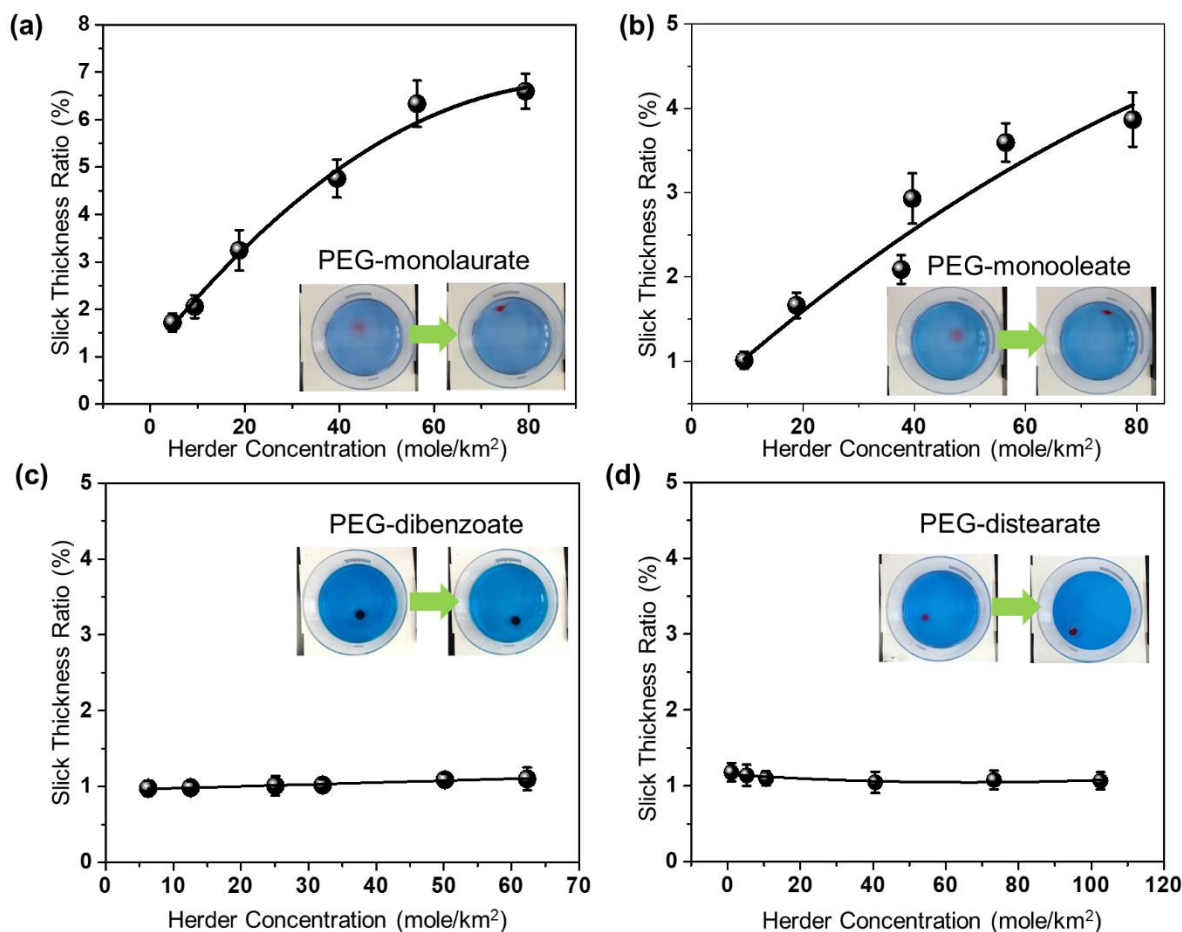 (a)
8
7
6
5
4
3
2
1
0
Slick Thickness Ratio (%)
PEG-monolaurate
0 20 40 60 80
Herder Concentration (mole/km²)
(b)
5
4
3
2
1
Slick Thickness Ratio (%)
PEG-monooleate
20 40 60 80
Herder Concentration (mole/km²)
(c)
5
4
3
2
1
0
Slick Thickness Ratio (%)
PEG-dibenzoate
0 10 20 30 40 50 60 70
Herder Concentration (mole/km²)
(d)
5
4
3
2
1
0
Slick Thickness Ratio (%)
PEG-distearate
0 20 40 60 80 100 120
Herder Concentration (mole/km²)